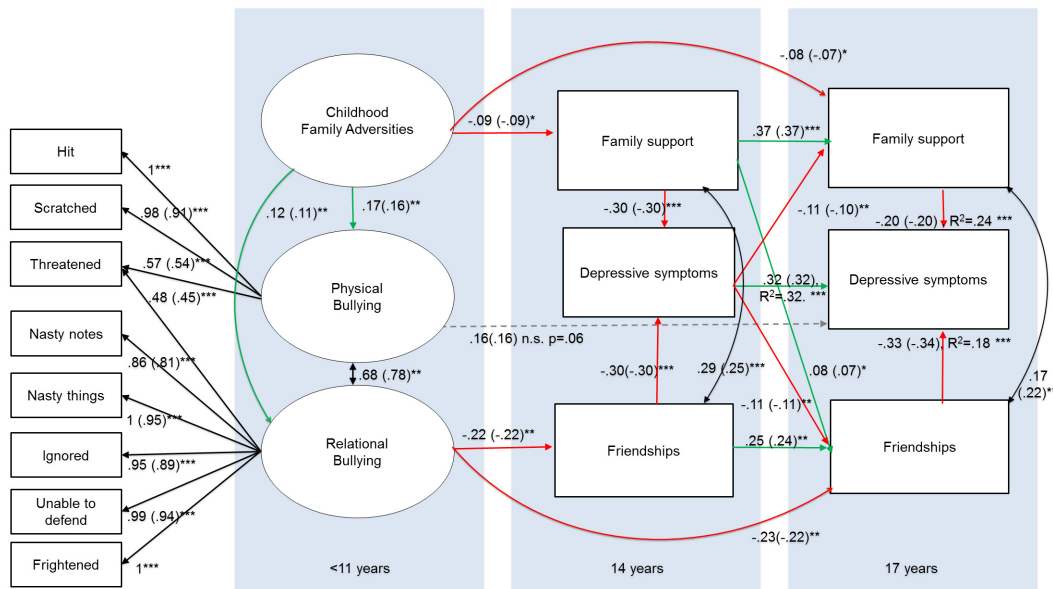 -.08 (-.07)*
Childhood
Family Adversities
-.09 (-.09)*
Family support
.37 (.37)***
Family support
Hit
1***
.12 (.11)**
.17(.16)**
-.30 (-.30)***
-.11 (-.10)**
-.20 (-.20) R²=.24 ***
Scratched
.98 (.91)***
Threatened
.57 (.54)***
.48 (.45)***
Physical
Bullying
Depressive symptoms
.32 (.32),
R²=.32. ***
Depressive symptoms
Nasty notes
.86 (.81)***
.16(.16) n.s. p=.06
-.33 (-.34), R²=.18 ***
.68 (.78)**
-.30(-.30)***
.29 (.25)***
.08 (.07)*
.17
(.22)**
Nasty things
1 (.95)***
-.11 (-.11)**
Relational
Bullying
-.22 (-.22)**
Friendships
.25 (.24)**
Friendships
Ignored
.95 (.89)***
Unable to
defend
.99 (.94)***
-.23(-.22)**
Frightened
1***
<11 years
14 years
17 years